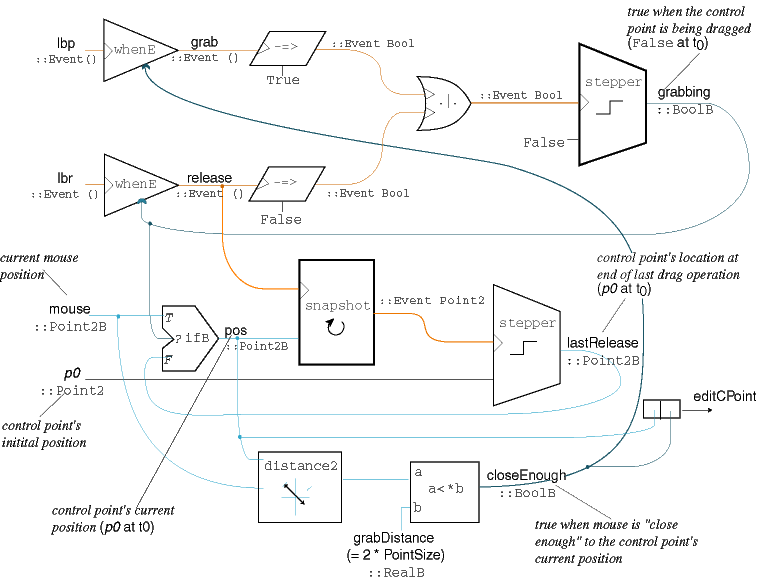 true when the control
point is being dragged
(False at t0)
lbp
::Event()
whenE
grab
::Event ()
-=>
True
::Event Bool
.|.
::Event Bool
stepper
False
grabbing
::BoolB
lbr
::Event ()
whenE
release
::Event ()
-=>
False
::Event Bool
current mouse
position
mouse
::Point2B
T
?ifB
F
pos
::Point2B
snapshot
::Event Point2
stepper
control point's location at
end of last drag operation
(p0 at t0)
lastRelease
::Point2B
p0
::Point2
control point's
initital position
editCPoint
distance2
a
a<*b
b
closeEnough
::BoolB
control point's current
position (p0 at t0)
grabDistance
(= 2 * PointSize)
::RealB
true when mouse is "close
enough" to the control point's
current position